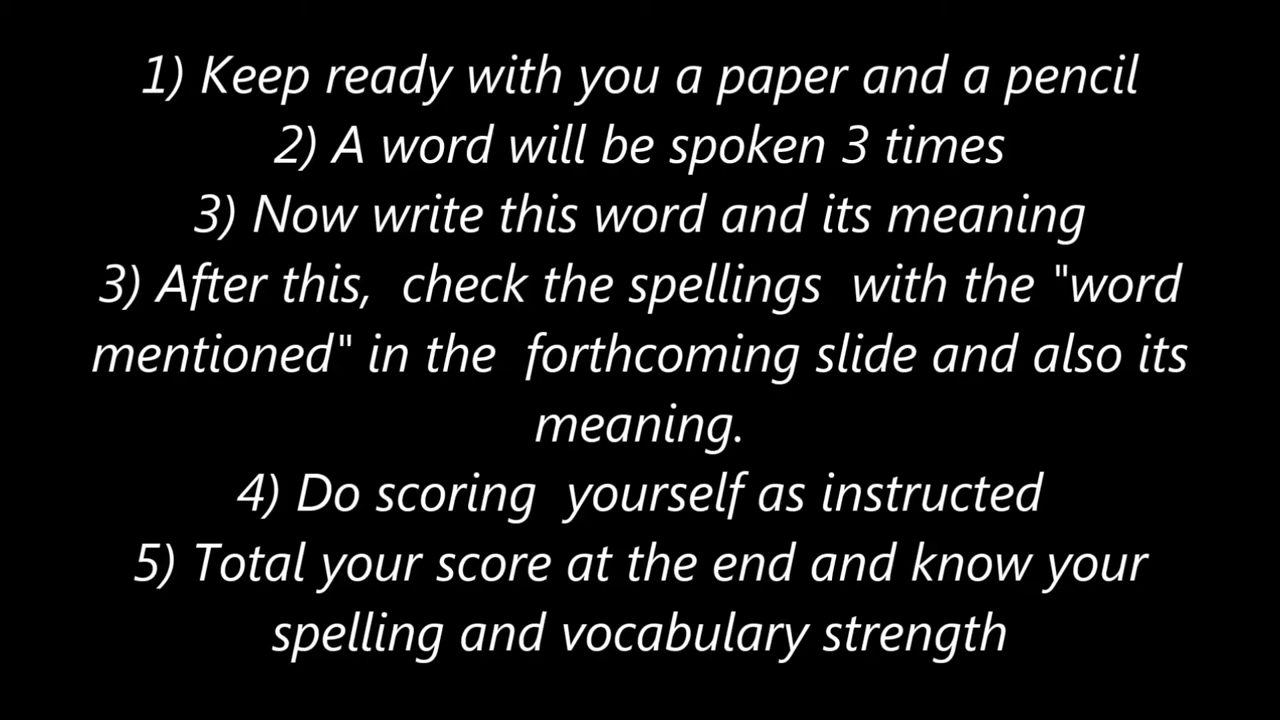 1) Keep ready with you a paper and a pencil
2) A word will be spoken 3 times
3) Now write this word and its meaning
3) After this, check the spellings with the "word
mentioned" in the forthcoming slide and also its
meaning.
4) Do scoring yourself as instructed
5) Total your score at the end and know your
spelling and vocabulary strength